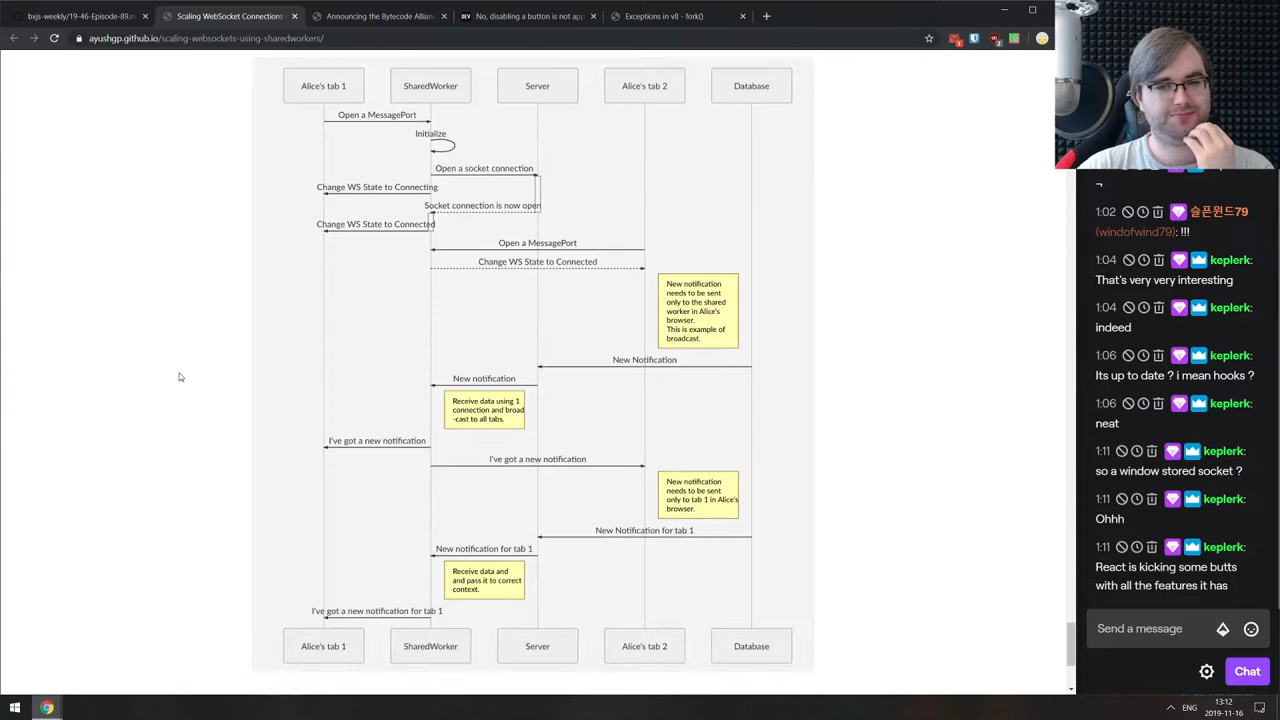 bxjs-weekly/19-46-Episode-89.m
Scaling WebSocket Connections
Announcing the Bytecode Allian
DEV
No, disabling a button is not app
Exceptions in v8 - fork()
ayushgp.github.io/scaling-websockets-using-sharedworkers/
Alice's tab 1
SharedWorker
Server
Alice's tab 2
Database
Open a MessagePort
Initialize
Open a socket connection
Change WS State to Connecting
Socket connection is now open
Change WS State to Connected
Open a MessagePort
Change WS State to Connected
New notification
needs to be sent
only to the shared
worker in Alice's
browser.
This is example of
broadcast.
New Notification
New notification
Receive data using 1
connection and broad
-cast to all tabs.
I've got a new notification
I've got a new notification
New notification
needs to be sent
only to tab 1 in Alice's
browser.
New Notification for tab 1
New notification for tab 1
Receive data and
and pass it to correct
context.
I've got a new notification for tab 1
Alice's tab 1
SharedWorker
Server
Alice's tab 2
Database
1:02 슬픈윈드79
(windofwind79): !!!
1:04 keplerk:
That's very very interesting
1:04 keplerk:
indeed
1:06 keplerk:
Its up to date ? i mean hooks ?
1:06 keplerk:
neat
1:11 keplerk:
so a window stored socket ?
1:11 keplerk:
Ohhh
1:11 keplerk:
React is kicking some butts
with all the features it has
Send a message
Chat
ENG
13:12
2019-11-16